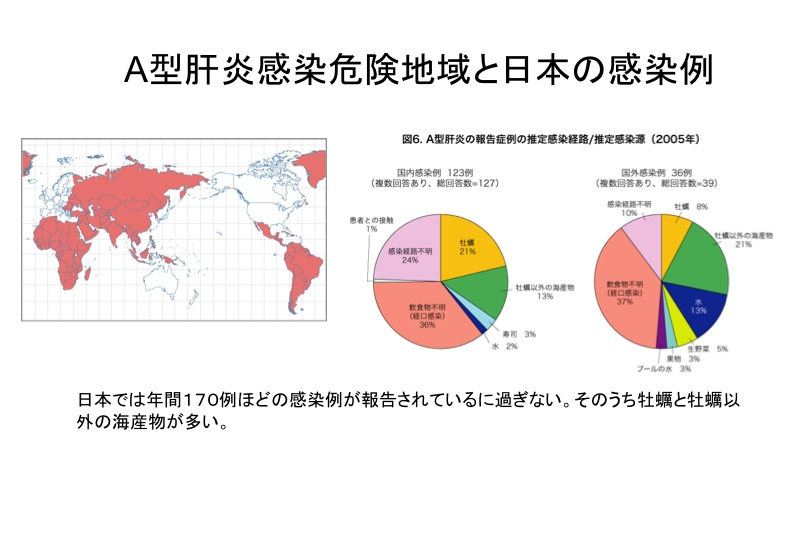 A型肝炎感染危険地域と日本の感染例
図6. A型肝炎の報告症例の推定感染経路/推定感染源（2005年）
国内感染例 123例
（複数回答あり、総回答数=127）
患者との接触
1%
感染経路不明
24%
牡蠣
21%
牡蠣以外の海産物
13%
飲食物不明
（経口感染）
36%
寿司 3%
水 2%
国外感染例 36例
（複数回答あり、総回答数=39）
感染経路不明
10%
牡蠣 8%
牡蠣以外の海産物
21%
飲食物不明
（経口感染）
37%
水
13%
生野菜 5%
果物 3%
プールの水 3%
日本では年間１７０例ほどの感染例が報告されているに過ぎない。そのうち牡蠣と牡蠣以
外の海産物が多い。